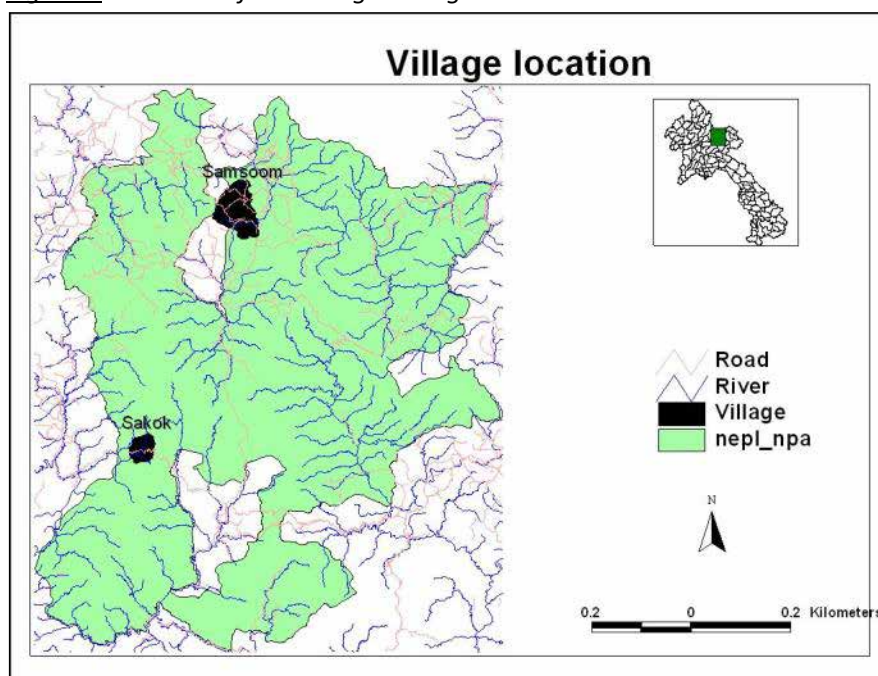 Village location
Samsoom
Sakok
Road
River
Village
nepl_npa
N
0.2 0 0.2 Kilometers